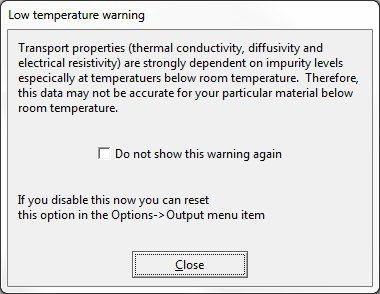 Low temperature warning
Transport properties (thermal conductivity, diffusivity and
electrical resistivity) are strongly dependent on impurity levels
especically at temperatuers below room temperature.  Therefore,
this data may not be accurate for your particular material below
room temperature.
Do not show this warning again
If you disable this now you can reset
this option in the Options->Output menu item
Close